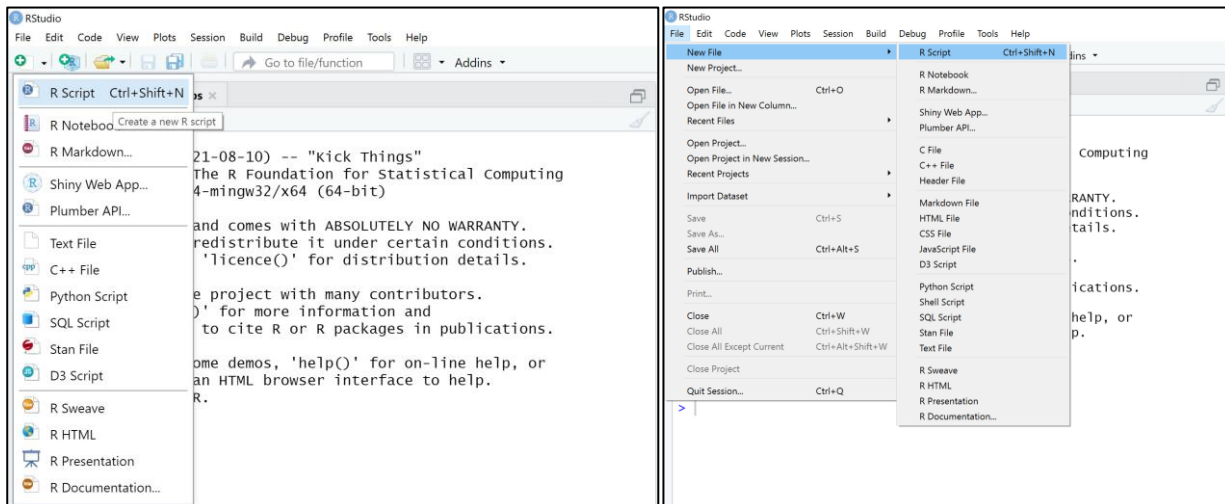 RStudio
File Edit Code View Plots Session Build Debug Profile Tools Help
Go to file/function Addins
R Script Ctrl+Shift+N
Create a new R script
R Notebo
R Markdown...
Shiny Web App...
Plumber API...
Text File
C++ File
Python Script
SQL Script
Stan File
D3 Script
R Sweave
R HTML
R Presentation
R Documentation...
21-08-10) -- "Kick Things"
The R Foundation for Statistical Computing
4-mingw32/x64 (64-bit)
and comes with ABSOLUTELY NO WARRANTY.
redistribute it under certain conditions.
'licence()' for distribution details.
e project with many contributors.
)' for more information and
to cite R or R packages in publications.
ome demos, 'help()' for on-line help, or
an HTML browser interface to help.
R.
RStudio
File Edit Code View Plots Session Build Debug Profile Tools Help
New File
New Project...
Open File... Ctrl+O
Open File in New Column...
Recent Files
Open Project...
Open Project in New Session...
Recent Projects
Import Dataset
Save Ctrl+S
Save As...
Save All Ctrl+Alt+S
Publish...
Print...
Close Ctrl+W
Close All Ctrl+Shift+W
Close All Except Current Ctrl+Alt+Shift+W
Close Project
Quit Session... Ctrl+Q
>
R Script Ctrl+Shift+N
R Notebook
R Markdown...
Shiny Web App...
Plumber API...
C File
C++ File
Header File
Markdown File
HTML File
CSS File
JavaScript File
D3 Script
Python Script
Shell Script
SQL Script
Stan File
Text File
R Sweave
R HTML
R Presentation
R Documentation...
dins
Computing
RANTY.
nditions.
tails.
.
ications.
help, or
p.